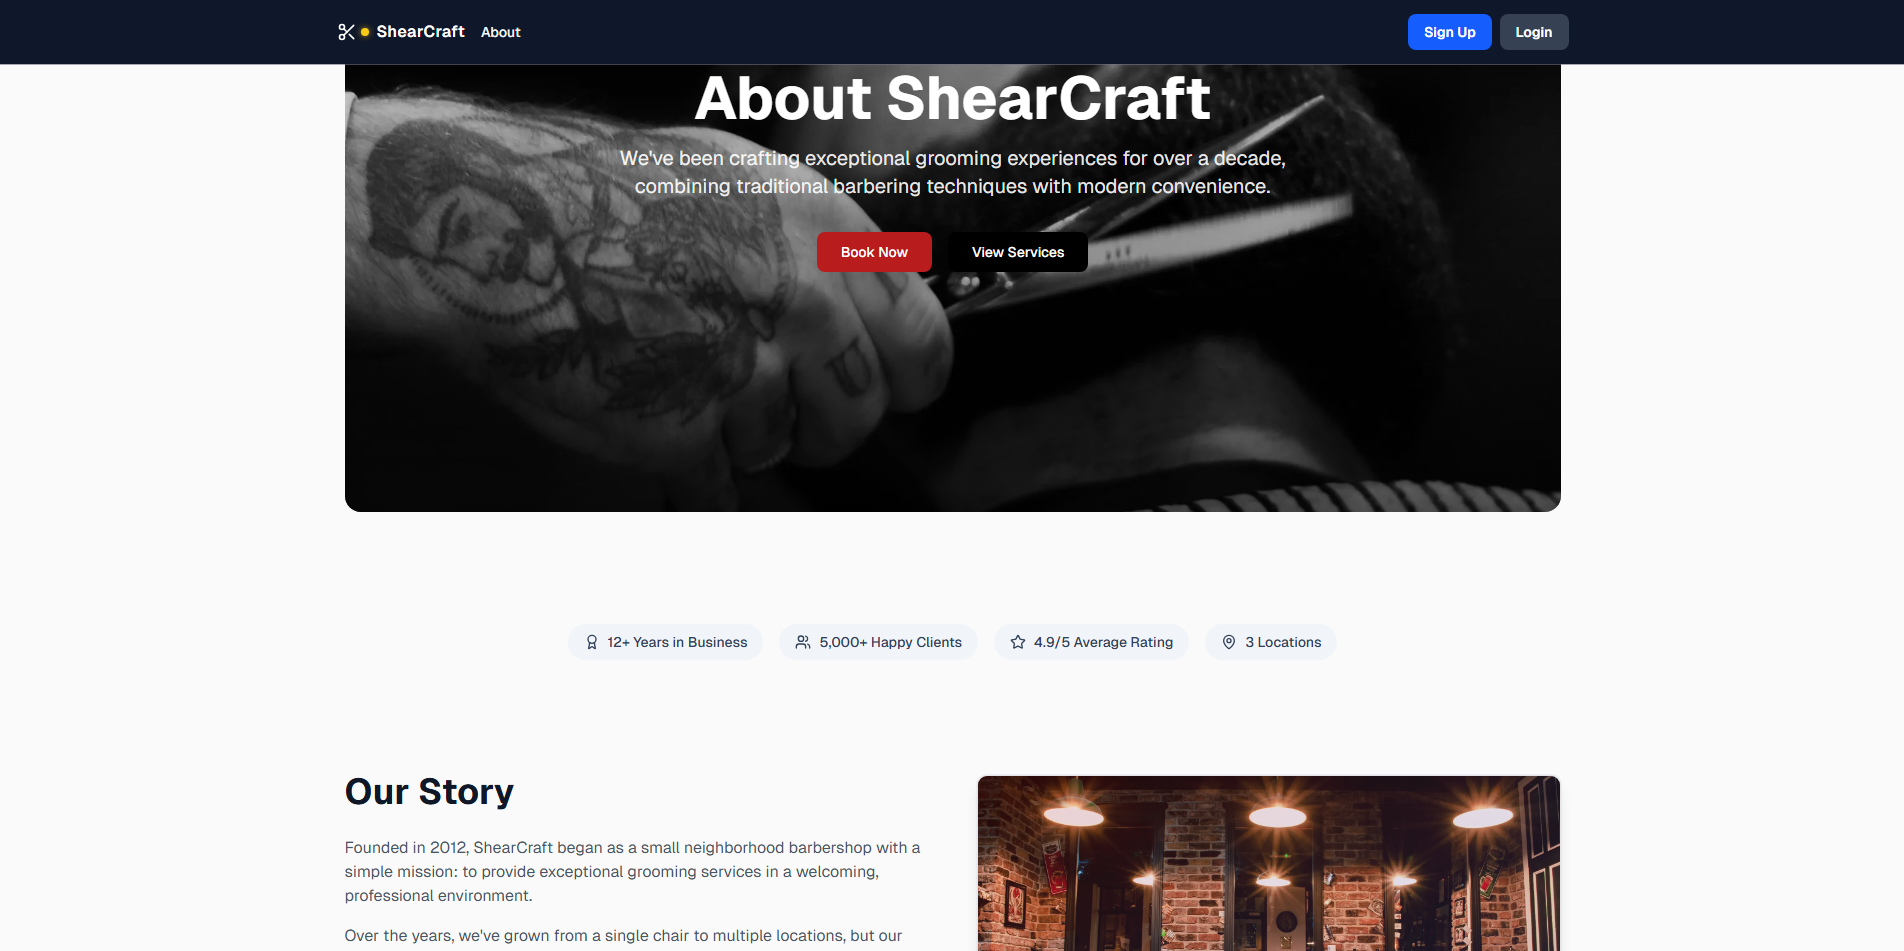 ShearCraft
About
Sign Up
Login
About ShearCraft
We've been crafting exceptional grooming experiences for over a decade,
combining traditional barbering techniques with modern convenience.
Book Now
View Services
12+ Years in Business
5,000+ Happy Clients
4.9/5 Average Rating
3 Locations
Our Story
Founded in 2012, ShearCraft began as a small neighborhood barbershop with a
simple mission: to provide exceptional grooming services in a welcoming,
professional environment.
Over the years, we've grown from a single chair to multiple locations, but our